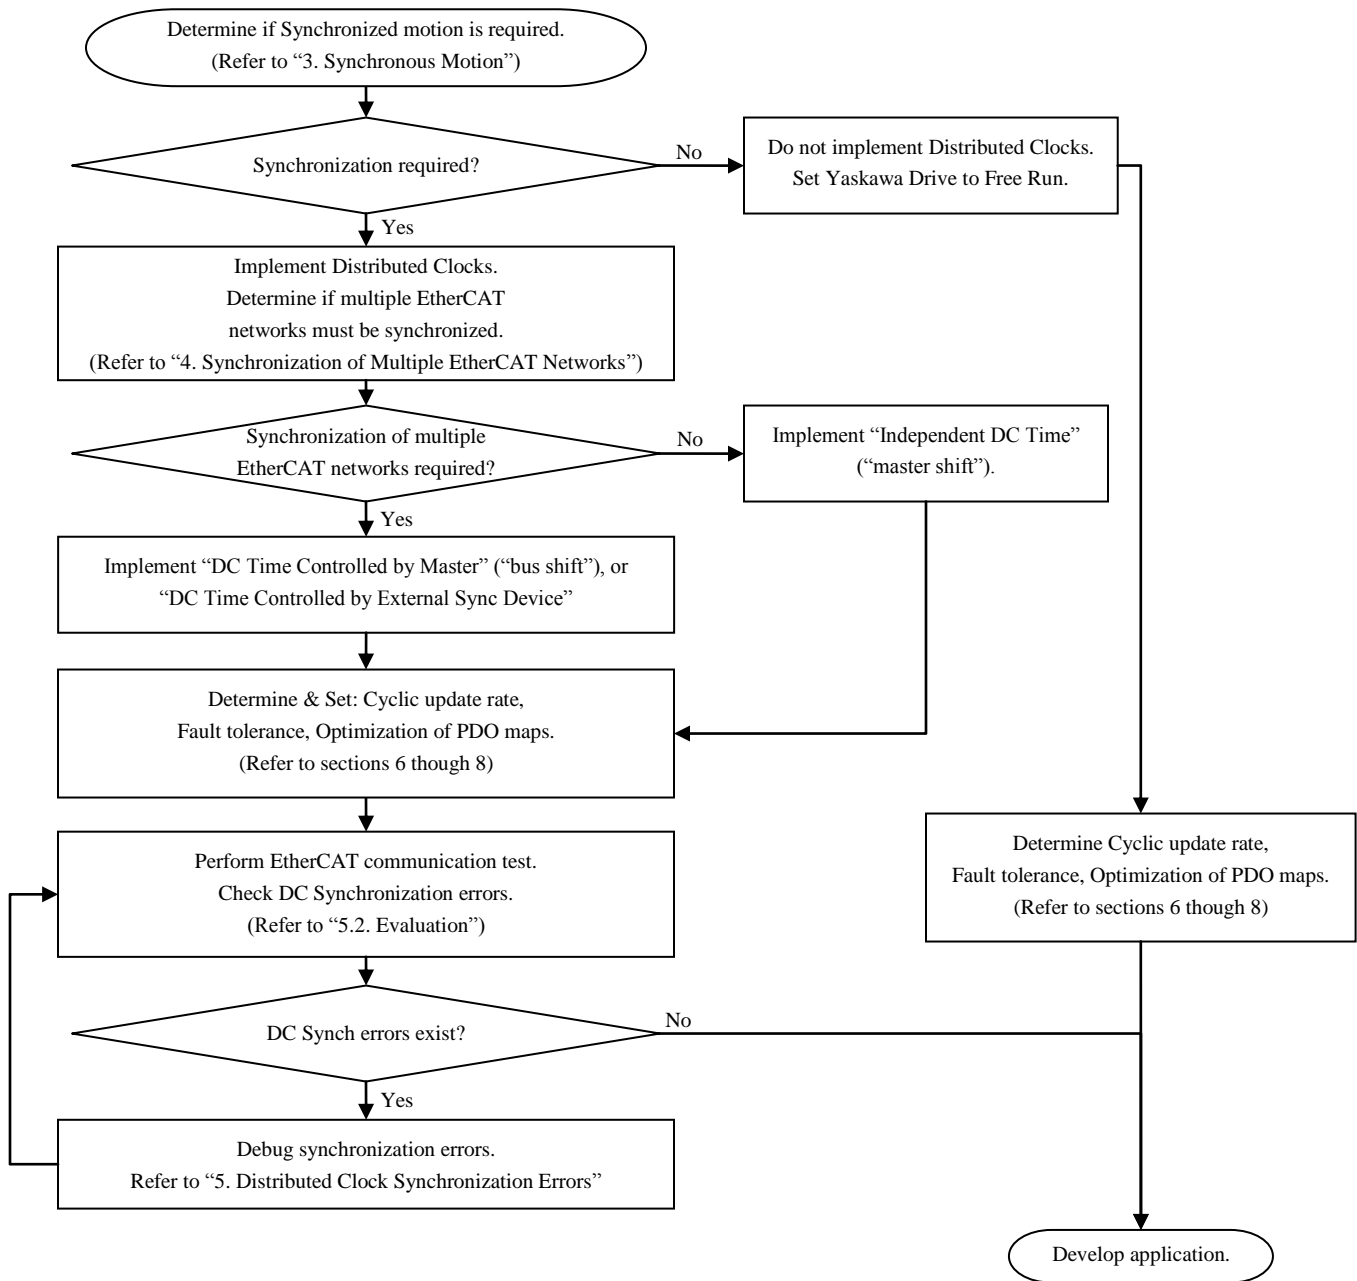 Determine if Synchronized motion is required.
(Refer to “3. Synchronous Motion”)
Synchronization required?
No
Do not implement Distributed Clocks.
Set Yaskawa Drive to Free Run.
Yes
Implement Distributed Clocks.
Determine if multiple EtherCAT
networks must be synchronized.
(Refer to “4. Synchronization of Multiple EtherCAT Networks”)
Synchronization of multiple
EtherCAT networks required?
No
Implement “Independent DC Time”
(“master shift”).
Yes
Implement “DC Time Controlled by Master” (“bus shift”), or
“DC Time Controlled by External Sync Device”
Determine & Set: Cyclic update rate,
Fault tolerance, Optimization of PDO maps.
(Refer to sections 6 though 8)
Perform EtherCAT communication test.
Check DC Synchronization errors.
(Refer to “5.2. Evaluation”)
Determine Cyclic update rate,
Fault tolerance, Optimization of PDO maps.
(Refer to sections 6 though 8)
DC Synch errors exist?
No
Yes
Debug synchronization errors.
Refer to “5. Distributed Clock Synchronization Errors”
Develop application.